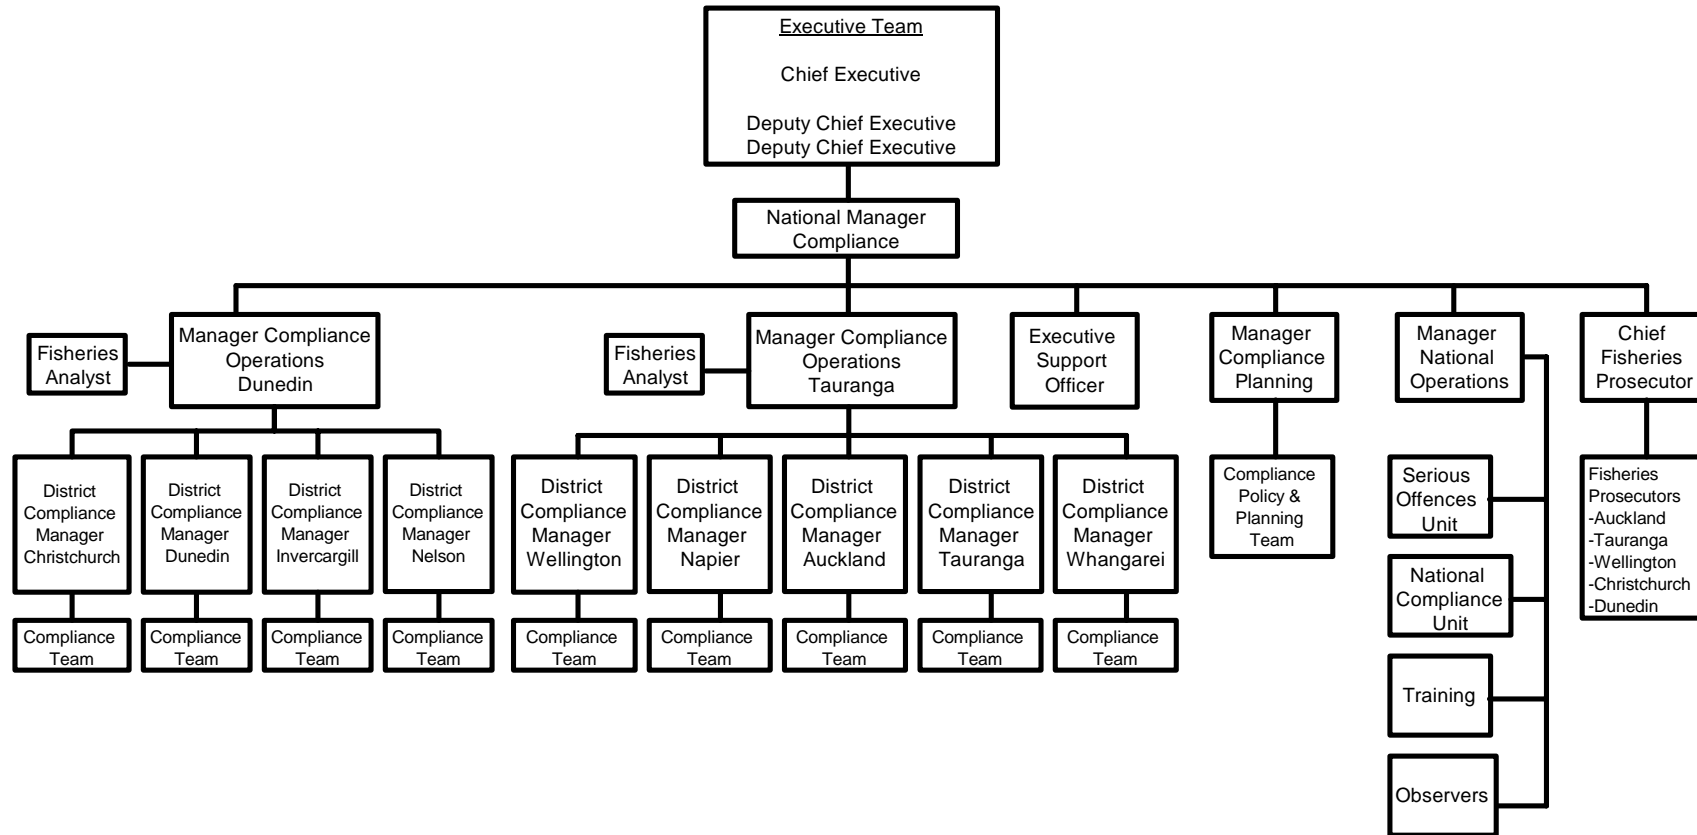 Executive Team
Chief Executive
Deputy Chief Executive
Deputy Chief Executive
National Manager
Compliance
Fisheries
Analyst
Manager Compliance
Operations
Dunedin
Fisheries
Analyst
Manager Compliance
Operations
Tauranga
Executive
Support
Officer
Manager
Compliance
Planning
Manager
National
Operations
Chief
Fisheries
Prosecutor
District
Compliance
Manager
Christchurch
District
Compliance
Manager
Dunedin
District
Compliance
Manager
Invercargill
District
Compliance
Manager
Nelson
District
Compliance
Manager
Wellington
District
Compliance
Manager
Napier
District
Compliance
Manager
Auckland
District
Compliance
Manager
Tauranga
District
Compliance
Manager
Whangarei
Compliance
Policy &
Planning
Team
Serious
Offences
Unit
Fisheries
Prosecutors
-Auckland
-Tauranga
-Wellington
-Christchurch
-Dunedin
National
Compliance
Unit
Compliance
Team
Compliance
Team
Compliance
Team
Compliance
Team
Compliance
Team
Compliance
Team
Compliance
Team
Compliance
Team
Compliance
Team
Training
Observers